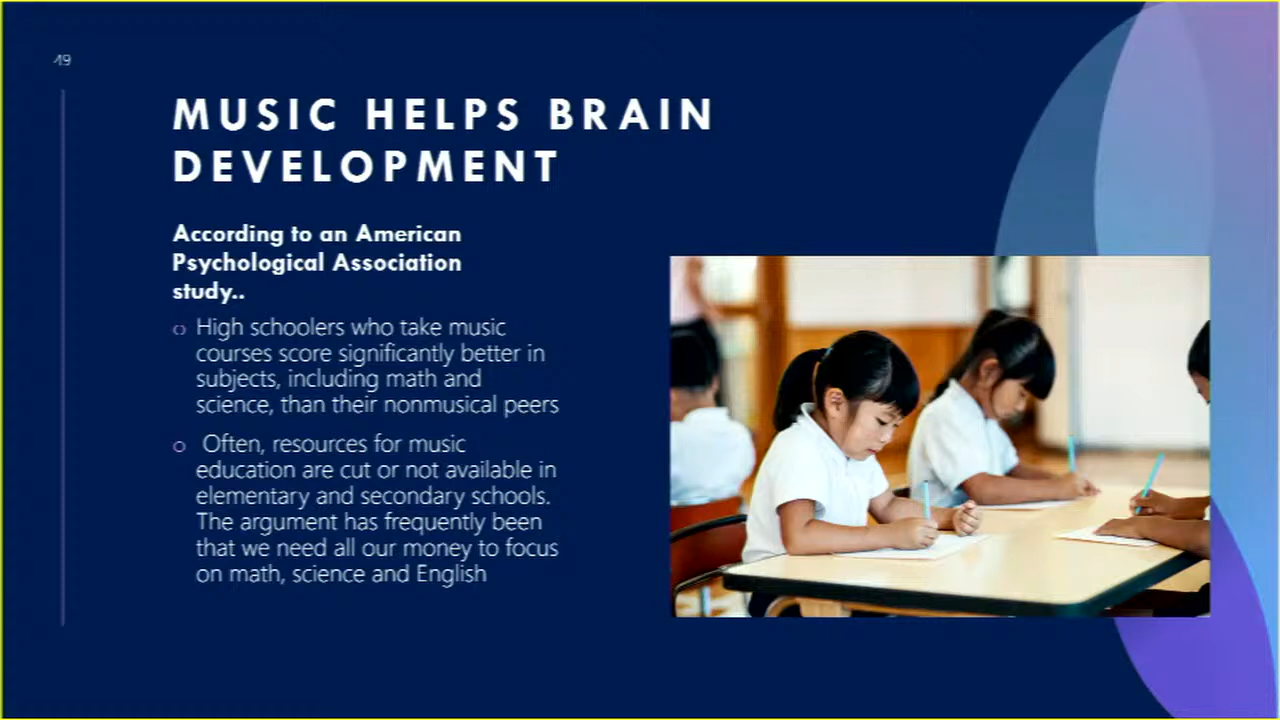 19
MUSIC HELPS BRAIN
DEVELOPMENT
According to an American
Psychological Association
study..
High schoolers who take music
courses score significantly better in
subjects, including math and
science, than their nonmusical peers
Often, resources for music
education are cut or not available in
elementary and secondary schools.
The argument has frequently been
that we need all our money to focus
on math, science and English